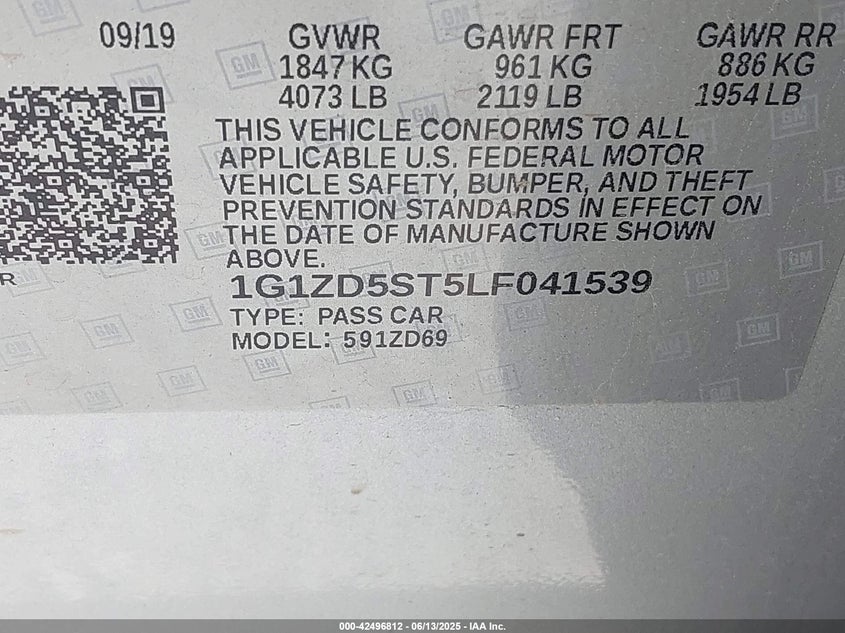 09/19 GVWR GAWR FRT GAWR RR
1847 KG 961 KG 886 KG
4073 LB 2119 LB 1954 LB
THIS VEHICLE CONFORMS TO ALL
APPLICABLE U.S. FEDERAL MOTOR
VEHICLE SAFETY, BUMPER, AND THEFT
PREVENTION STANDARDS IN EFFECT ON
THE DATE OF MANUFACTURE SHOWN
ABOVE.
R
1G1ZD5ST5LF041539
TYPE: PASS CAR
MODEL: 591ZD69
GM
000-42496812 - 06/13/2025 - IAA Inc.